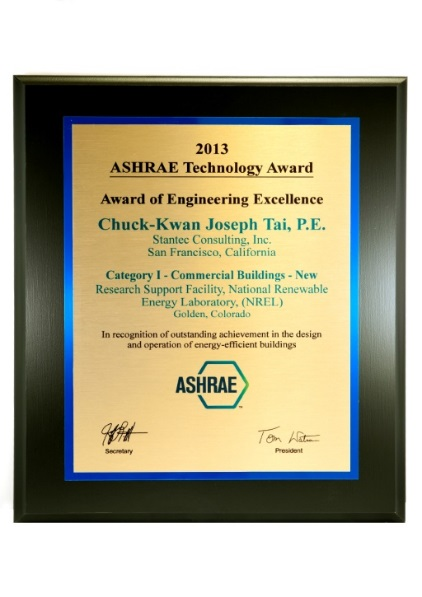 2013
ASHRAE Technology Award
Award of Engineering Excellence
Chuck-Kwan Joseph Tai, P.E.
Stantec Consulting, Inc.
San Francisco, California
Category I - Commercial Buildings - New
Research Support Facility, National Renewable
Energy Laboratory, (NREL)
Golden, Colorado
In recognition of outstanding achievement in the design
and operation of energy-efficient buildings
ASHRAE
Tom Watson
Secretary
President